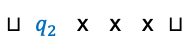 ⊔ q₂ x x x ⊔